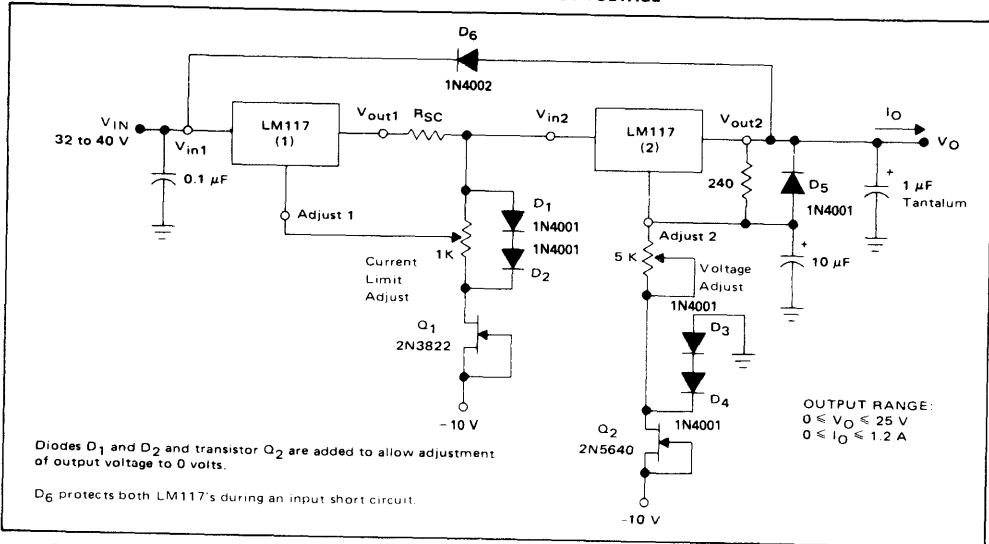 D6
1N4002
VIN
32 to 40 V
Vin1
0.1 µF
LM117
(1)
Vout1
RSC
Vin2
LM117
(2)
Vout2
IO
VO
240
D5
1N4001
+
1 µF
Tantalum
Adjust 1
D1
1N4001
1N4001
D2
1K
Current
Limit
Adjust
Adjust 2
5 K
Voltage
Adjust
+
10 µF
1N4001
D3
D4
1N4001
Q1
2N3822
-10 V
Q2
2N5640
-10 V
OUTPUT RANGE:
0 ≤ VO ≤ 25 V
0 ≤ IO ≤ 1.2 A
Diodes D1 and D2 and transistor Q2 are added to allow adjustment
of output voltage to 0 volts.
D6 protects both LM117's during an input short circuit.